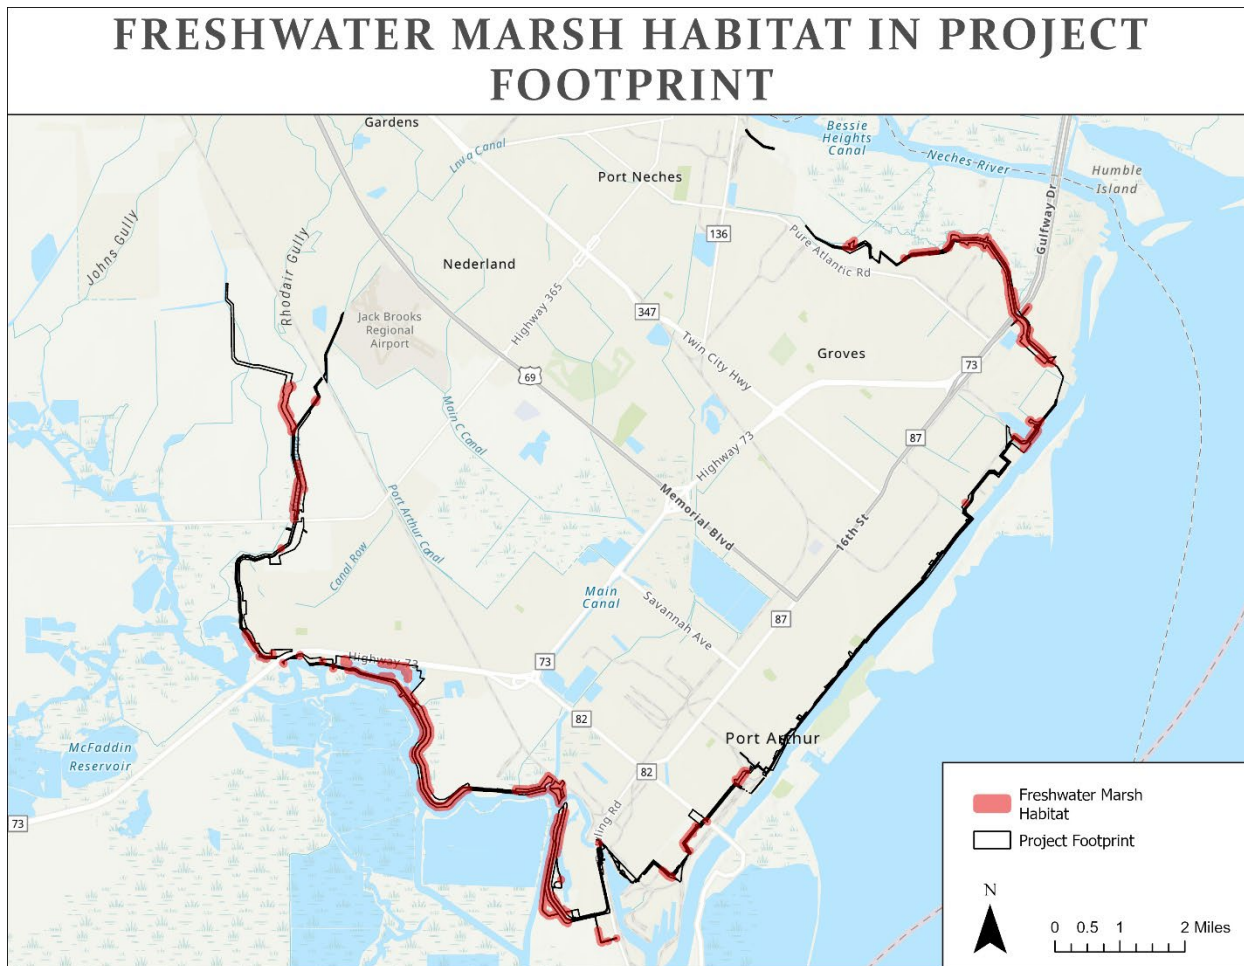 FRESHWATER MARSH HABITAT IN PROJECT
FOOTPRINT
Gardens
Lnva Canal
Bessie
Heights
Canal
Neches-River
Humble
Island
Port Neches
136
Gulfway Dr
Johns Gully
Rhodair Gully
Nederland
Pure Atlantic Rd
Highway 365
Jack Brooks
Regional
Airport
347
Twin City Hwy
Groves
73
69
Main C Canal
87
Highway 73
Port Arthur Canal
Memorial Blvd
16th St
Canal Row
Main
Canal
Savannah Ave
87
Highway 73
73
82
McFaddin
Reservoir
Port Arthur
82
73
ling Rd
Freshwater Marsh
Habitat
Project Footprint
N
0 0.5 1 2 Miles